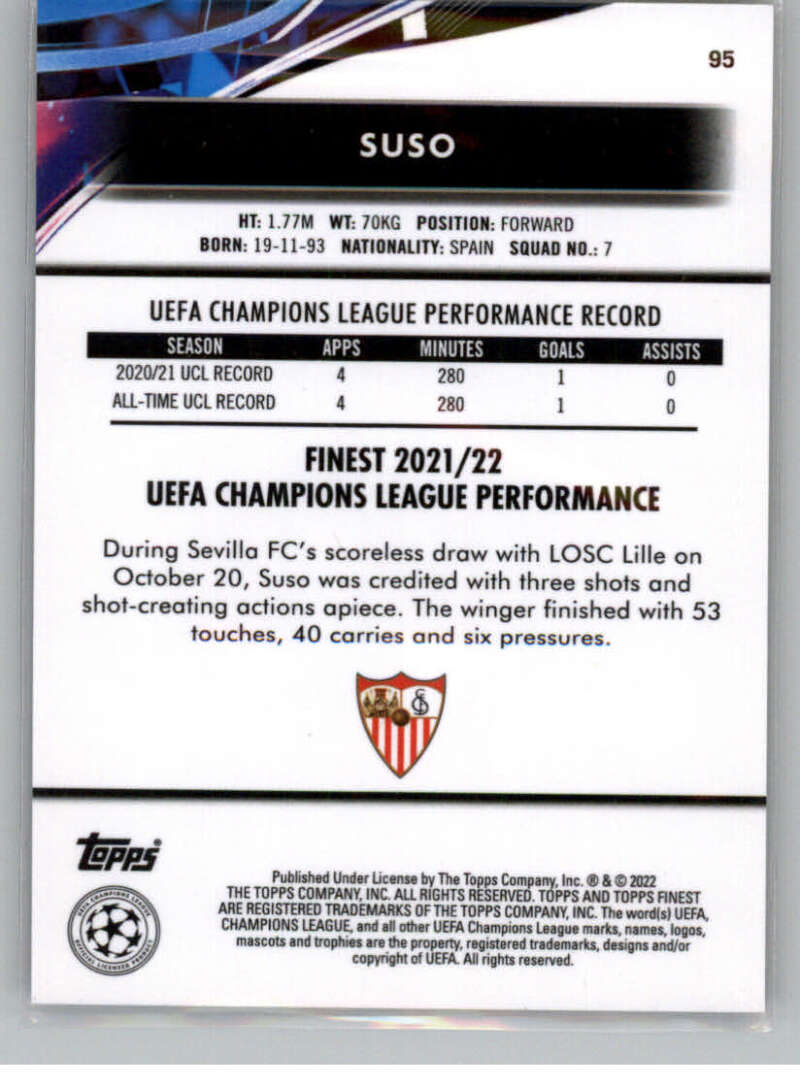 95
SUSO
HT: 1.77M WT: 70KG POSITION: FORWARD
BORN: 19-11-93 NATIONALITY: SPAIN SQUAD NO.: 7
UEFA CHAMPIONS LEAGUE PERFORMANCE RECORD
SEASON APPS MINUTES GOALS ASSISTS
2020/21 UCL RECORD 4 280 1 0
ALL-TIME UCL RECORD 4 280 1 0
FINEST 2021/22
UEFA CHAMPIONS LEAGUE PERFORMANCE
During Sevilla FC's scoreless draw with LOSC Lille on
October 20, Suso was credited with three shots and
shot-creating actions apiece. The winger finished with 53
touches, 40 carries and six pressures.
Topps®
UEFA CHAMPIONS LEAGUE
OFFICIAL LICENSED PRODUCT
Published Under License by The Topps Company, Inc. ® & © 2022
THE TOPPS COMPANY, INC. ALL RIGHTS RESERVED. TOPPS AND TOPPS FINEST
ARE REGISTERED TRADEMARKS OF THE TOPPS COMPANY, INC. The word(s) UEFA,
CHAMPIONS LEAGUE, and all other UEFA Champions League marks, names, logos,
mascots and trophies are the property, registered trademarks, designs and/or
copyright of UEFA. All rights reserved.